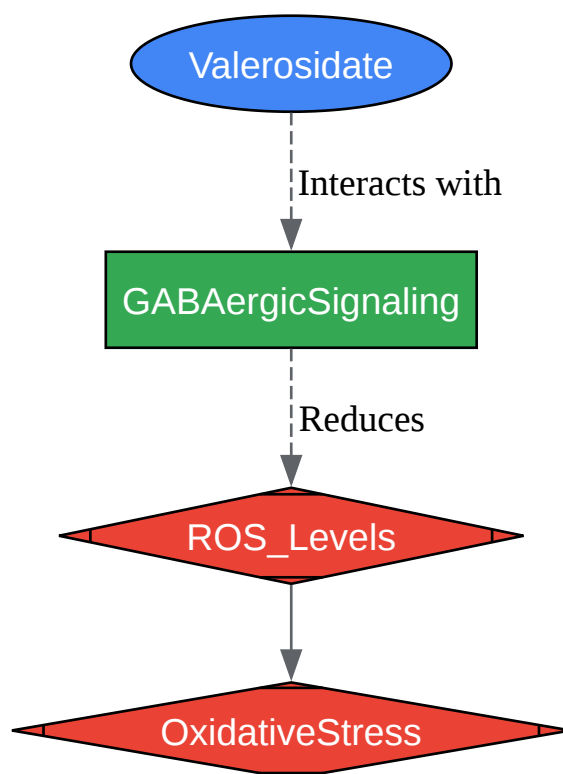 Valerosidate
Interacts with
GABAergicSignaling
Reduces
ROS_Levels
OxidativeStress